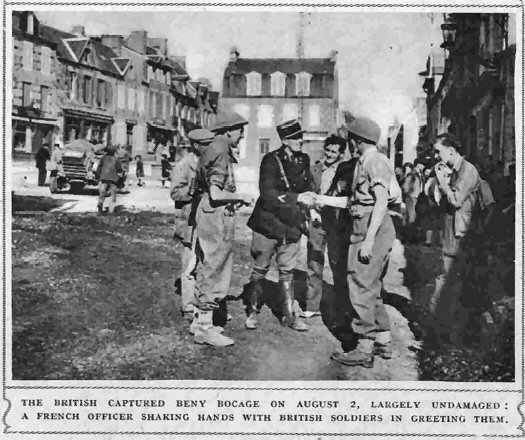 THE BRITISH CAPTURED BENY BOCAGE ON AUGUST 2, LARGELY UNDAMAGED:
A FRENCH OFFICER SHAKING HANDS WITH BRITISH SOLDIERS IN GREETING THEM.